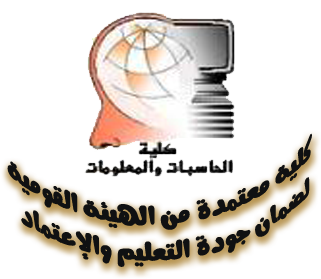 كلية
الحاسبات والمعلومات
كلية معتمدة من الهيئة القومية
لضمان جودة التعليم والإعتماد